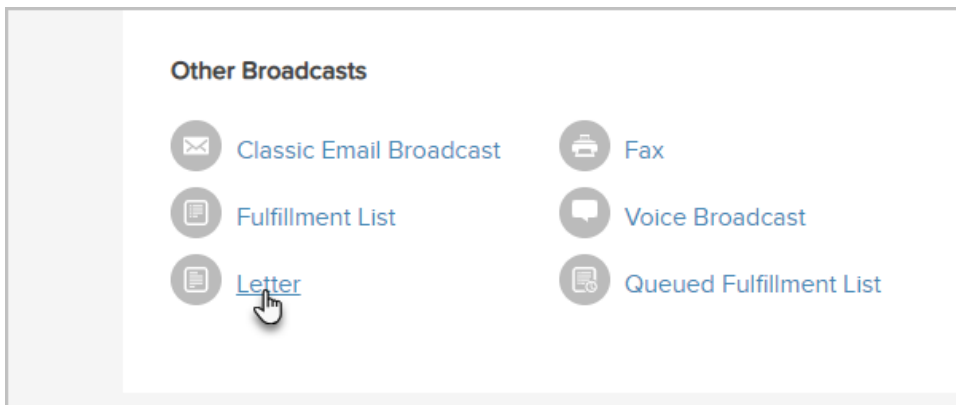 Other Broadcasts
Classic Email Broadcast
Fax
Fulfillment List
Voice Broadcast
Letter
Queued Fulfillment List